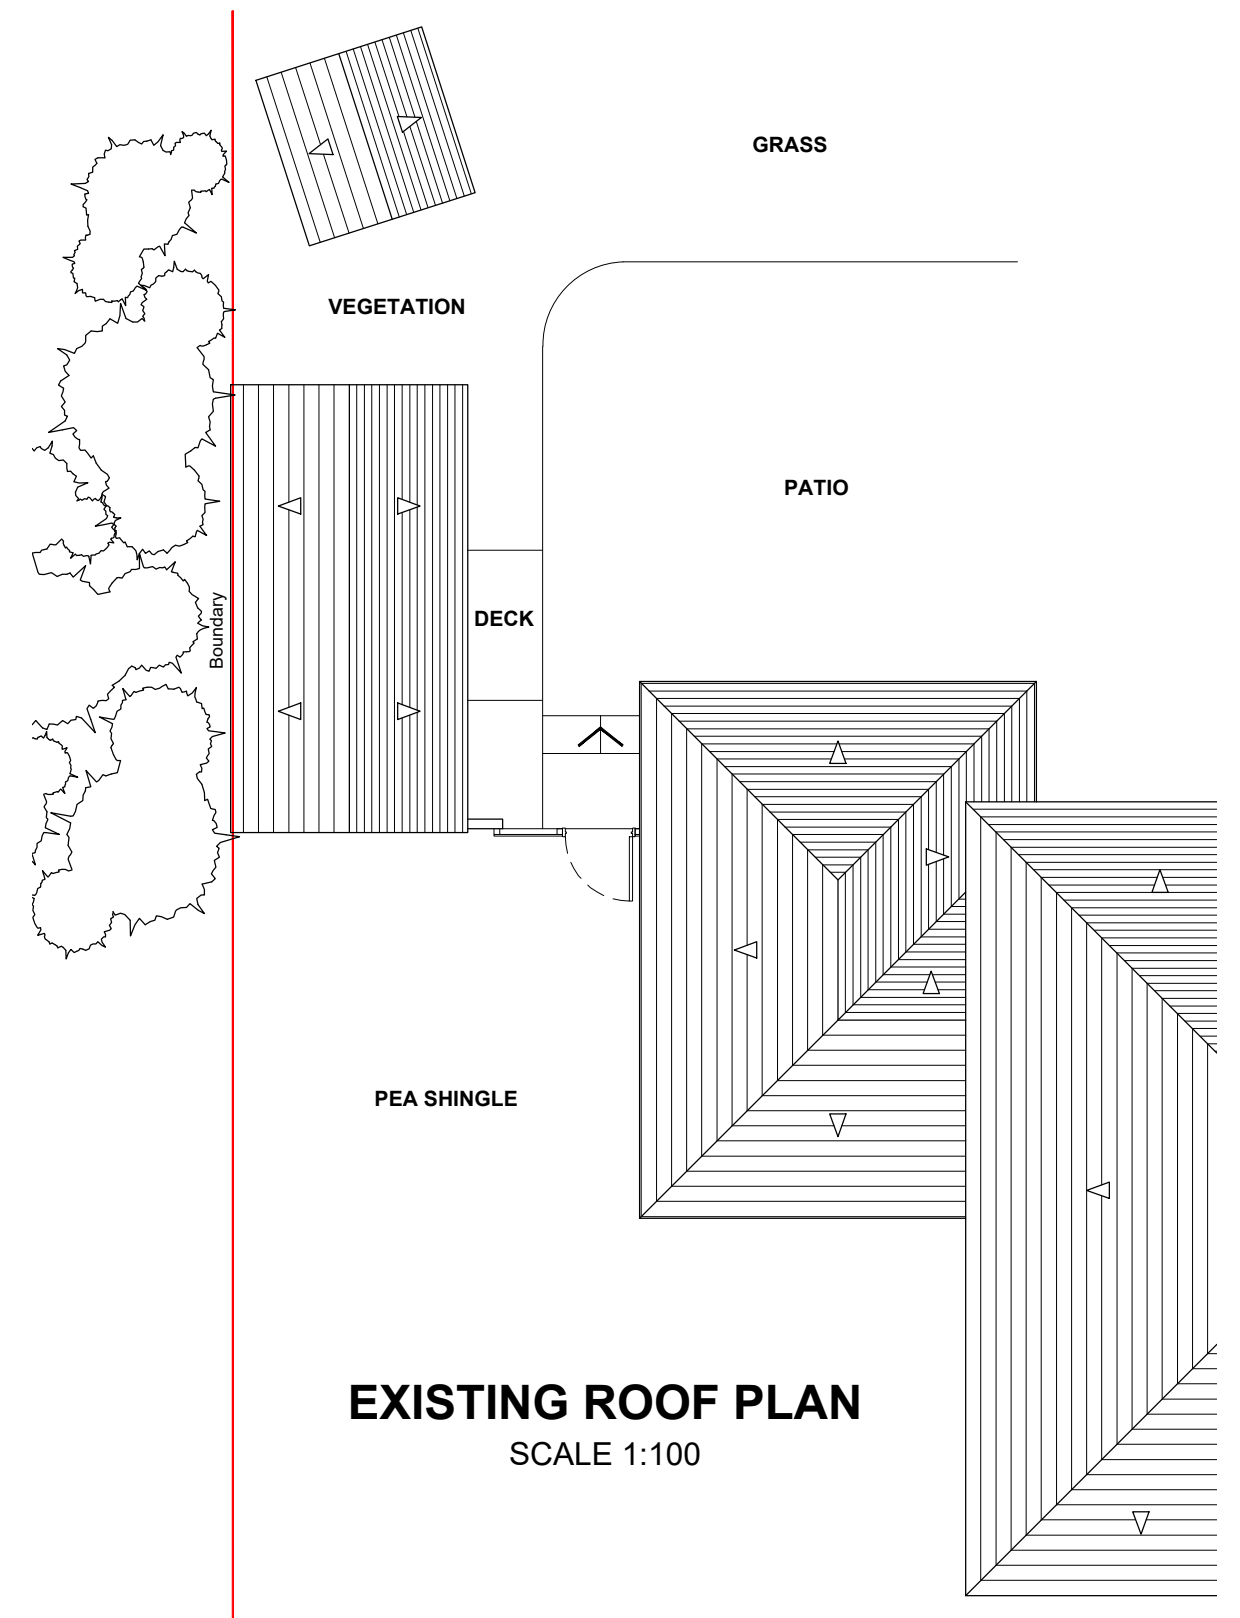 GRASS
VEGETATION
PATIO
Boundary
DECK
PEA SHINGLE
EXISTING ROOF PLAN
SCALE 1:100